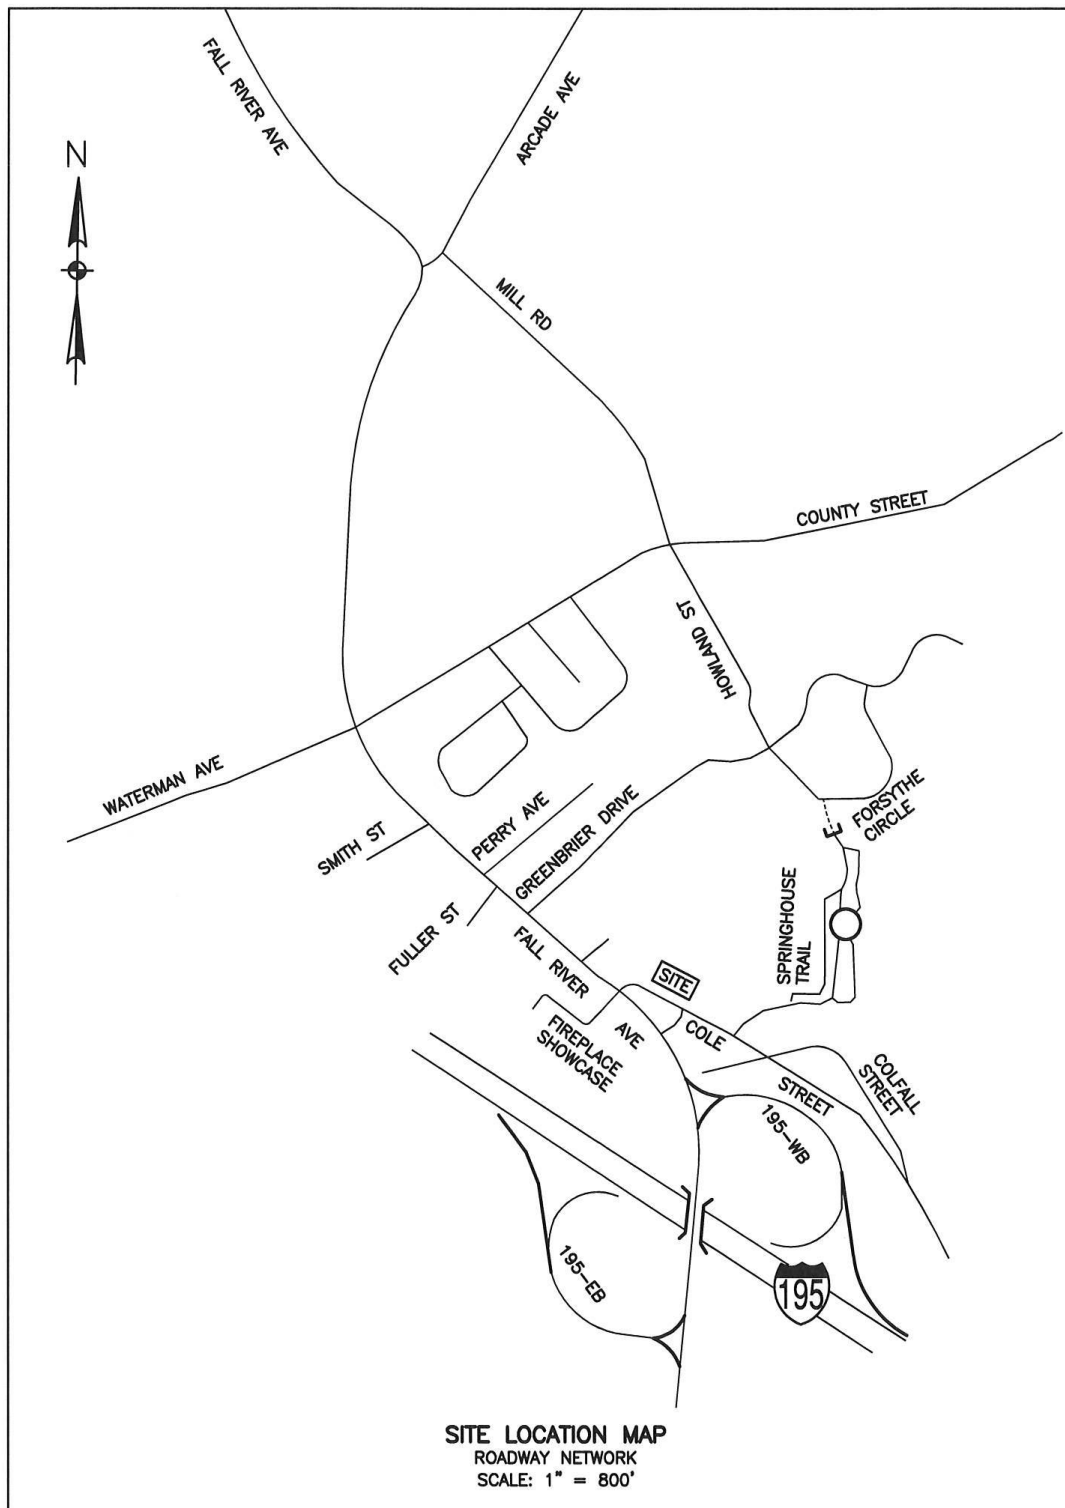 FALL RIVER AVE
ARCADE AVE
N
MILL RD
COUNTY STREET
HOWLAND ST
WATERMAN AVE
SMITH ST
PERRY AVE
GREENBRIER DRIVE
FORSYTHE
CIRCLE
FULLER ST
SPRINGHOUSE
TRAIL
FALL RIVER
AVE
SITE
COLE
STREET
FIREPLACE
SHOWCASE
COLFALL
STREET
195-WB
195-EB
195
SITE LOCATION MAP
ROADWAY NETWORK
SCALE: 1" = 800'